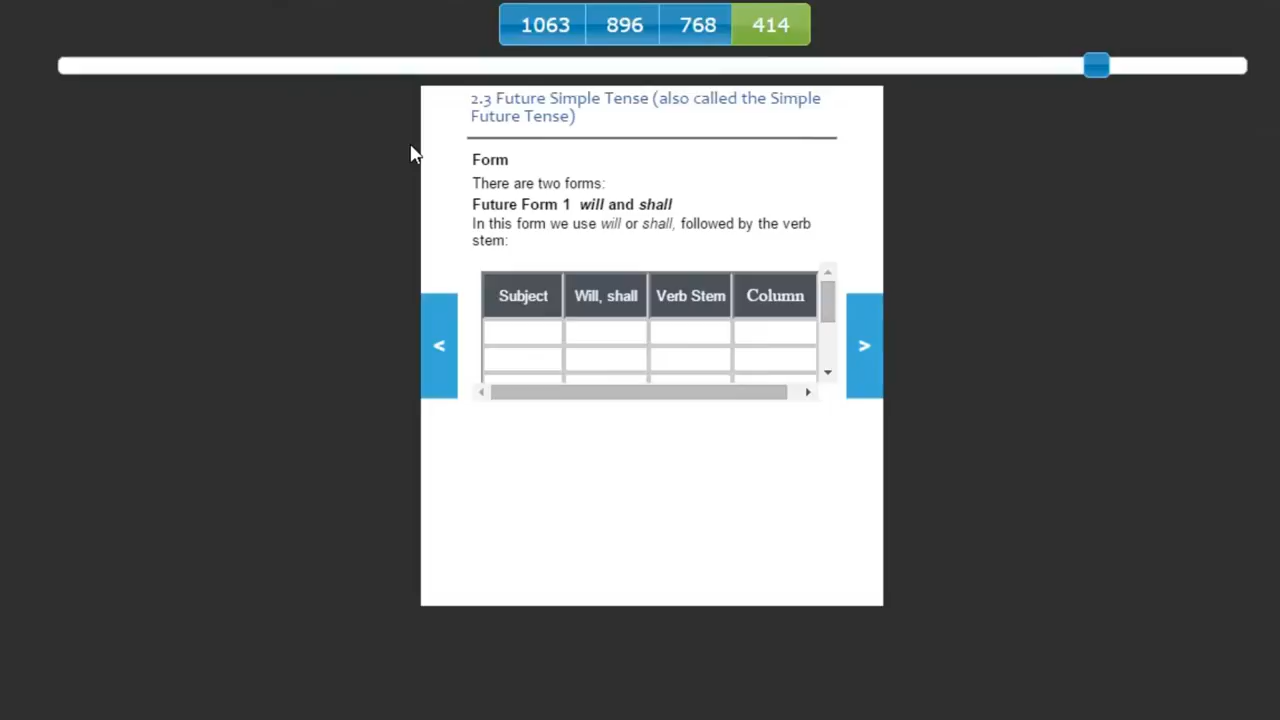 1063 896 768 414
2.3 Future Simple Tense (also called the Simple
Future Tense)
Form
There are two forms:
Future Form 1 will and shall
In this form we use will or shall, followed by the verb
stem:
Subject Will, shall Verb Stem Column
< >